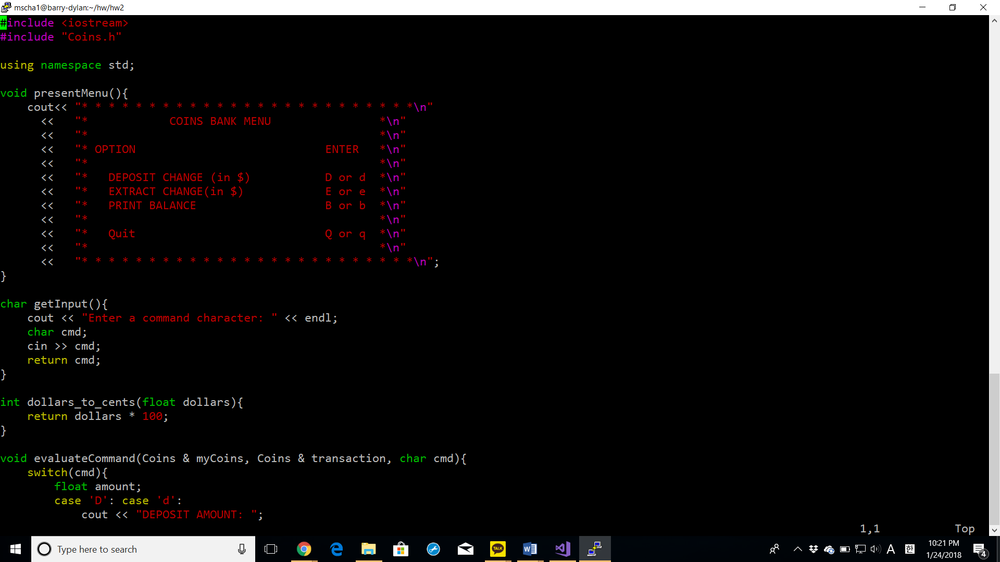 mscha1@barry-dylan:~/hw/hw2
#include <iostream>
#include "Coins.h"
using namespace std;
void presentMenu(){
    cout<< "* * * * * * * * * * * * * * * * * * * * * * * * *\n"
      <<   "*            COINS BANK MENU                *\n"
      <<   "*                                           *\n"
      <<   "* OPTION                            ENTER   *\n"
      <<   "*                                           *\n"
      <<   "*   DEPOSIT CHANGE (in $)           D or d  *\n"
      <<   "*   EXTRACT CHANGE(in $)            E or e  *\n"
      <<   "*   PRINT BALANCE                   B or b  *\n"
      <<   "*                                           *\n"
      <<   "*   Quit                            Q or q  *\n"
      <<   "*                                           *\n"
      <<   "* * * * * * * * * * * * * * * * * * * * * * * * *\n";
}
char getInput(){
    cout << "Enter a command character: " << endl;
    char cmd;
    cin >> cmd;
    return cmd;
}
int dollars_to_cents(float dollars){
    return dollars * 100;
}
void evaluateCommand(Coins & myCoins, Coins & transaction, char cmd){
    switch(cmd){
        float amount;
        case 'D': case 'd':
            cout << "DEPOSIT AMOUNT: ";
1,1 Top
Type here to search
TALK
A
한
10:21 PM
1/24/2018
4